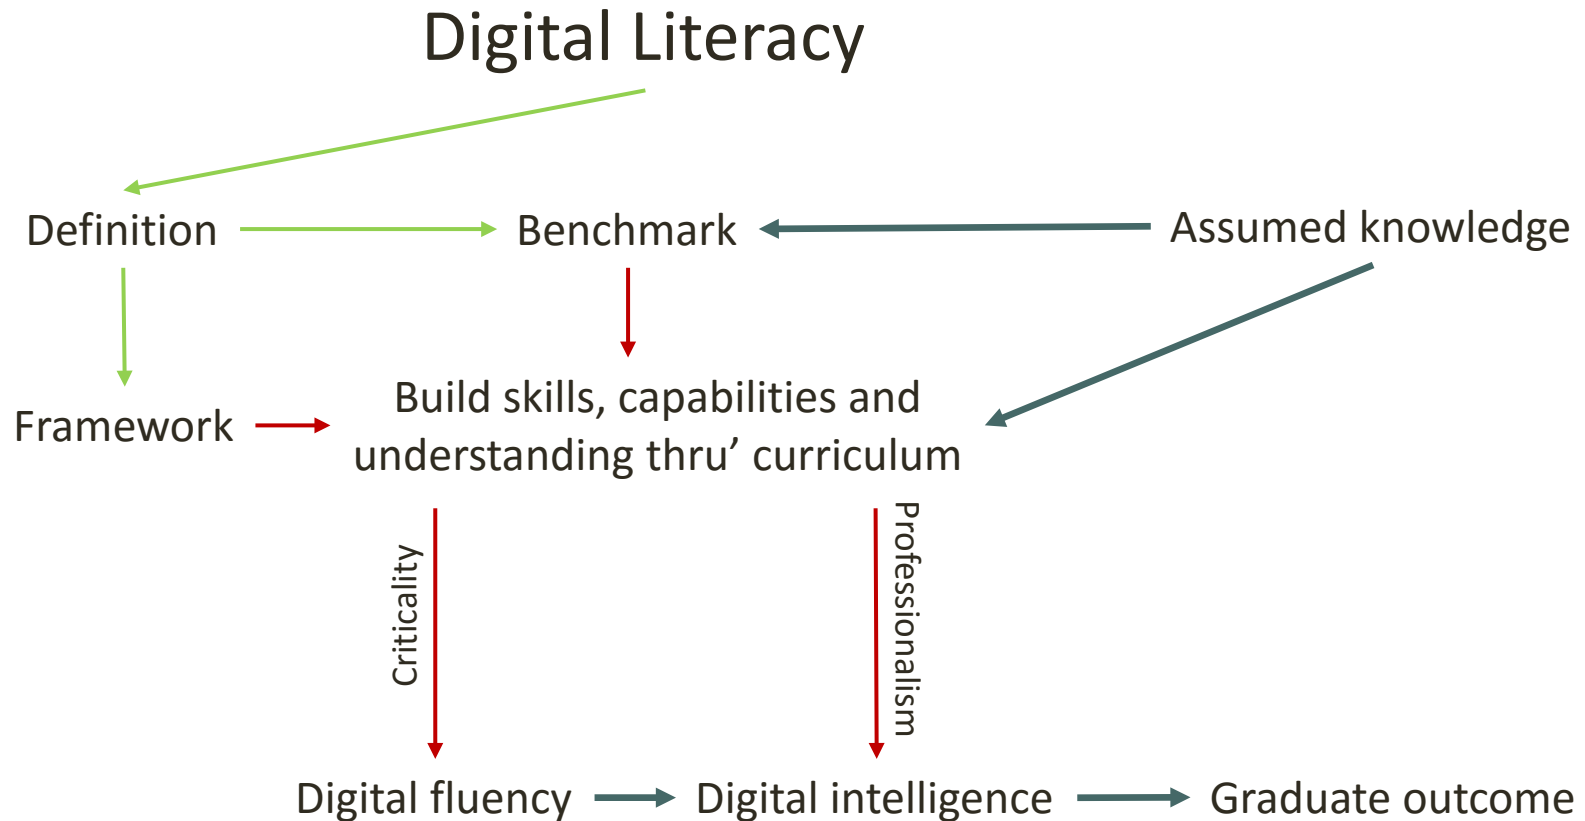 Digital Literacy
Definition
Benchmark
Assumed knowledge
Framework
Build skills, capabilities and
understanding thru’ curriculum
Criticality
Professionalism
Digital fluency
Digital intelligence
Graduate outcome